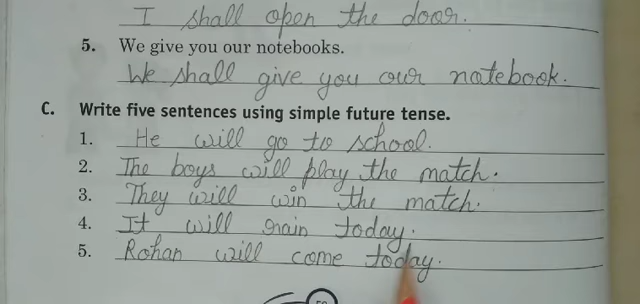 I shall open the door.
5. We give you our notebooks.
We shall give you our notebook.
C. Write five sentences using simple future tense.
1. He will go to school.
2. The boys will play the match.
3. They will win the match.
4. It will rain today.
5. Rohan will come today.